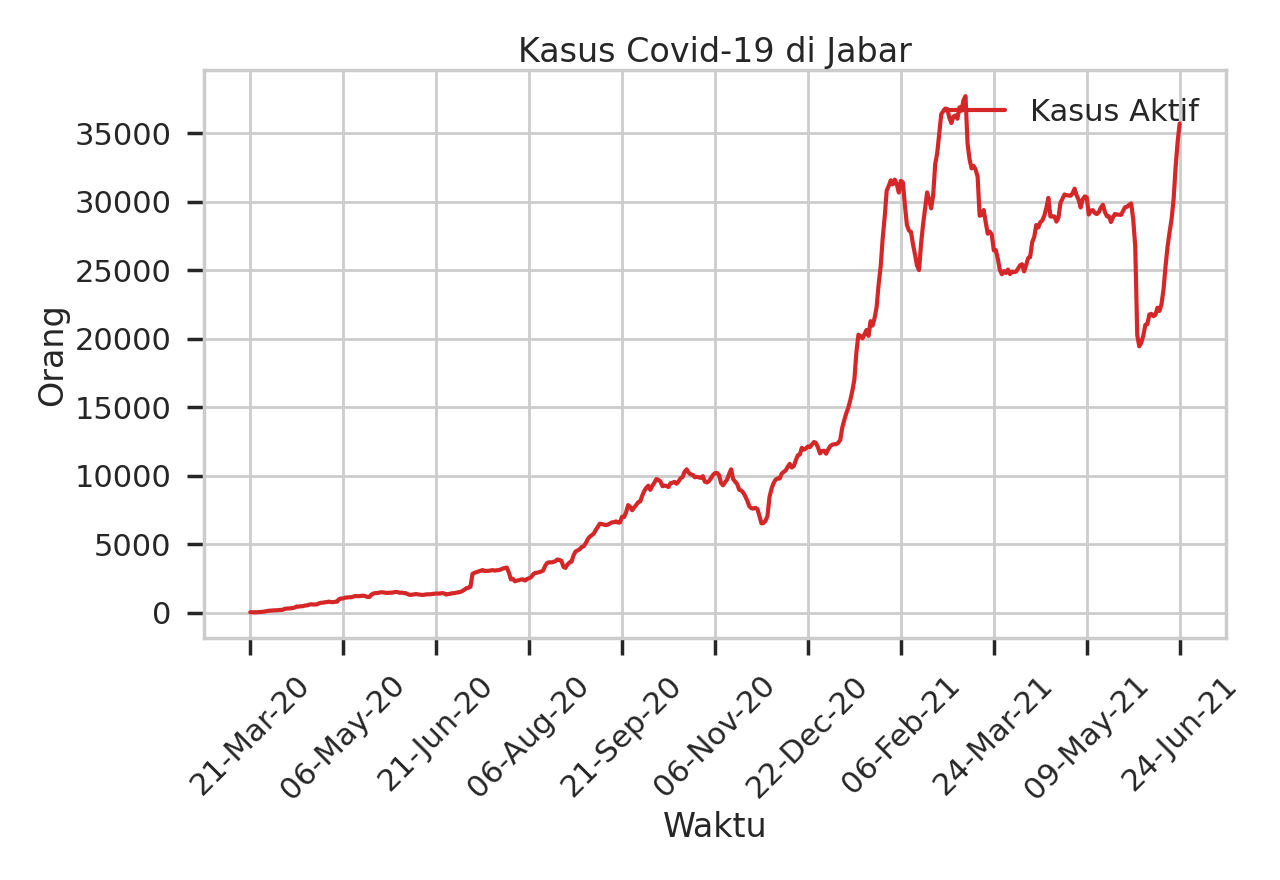 Kasus Covid-19 di Jabar
Kasus Aktif
35000
30000
25000
20000
15000
10000
5000
0
Orang
21-Mar-20
06-May-20
21-Jun-20
06-Aug-20
21-Sep-20
06-Nov-20
22-Dec-20
06-Feb-21
24-Mar-21
09-May-21
24-Jun-21
Waktu